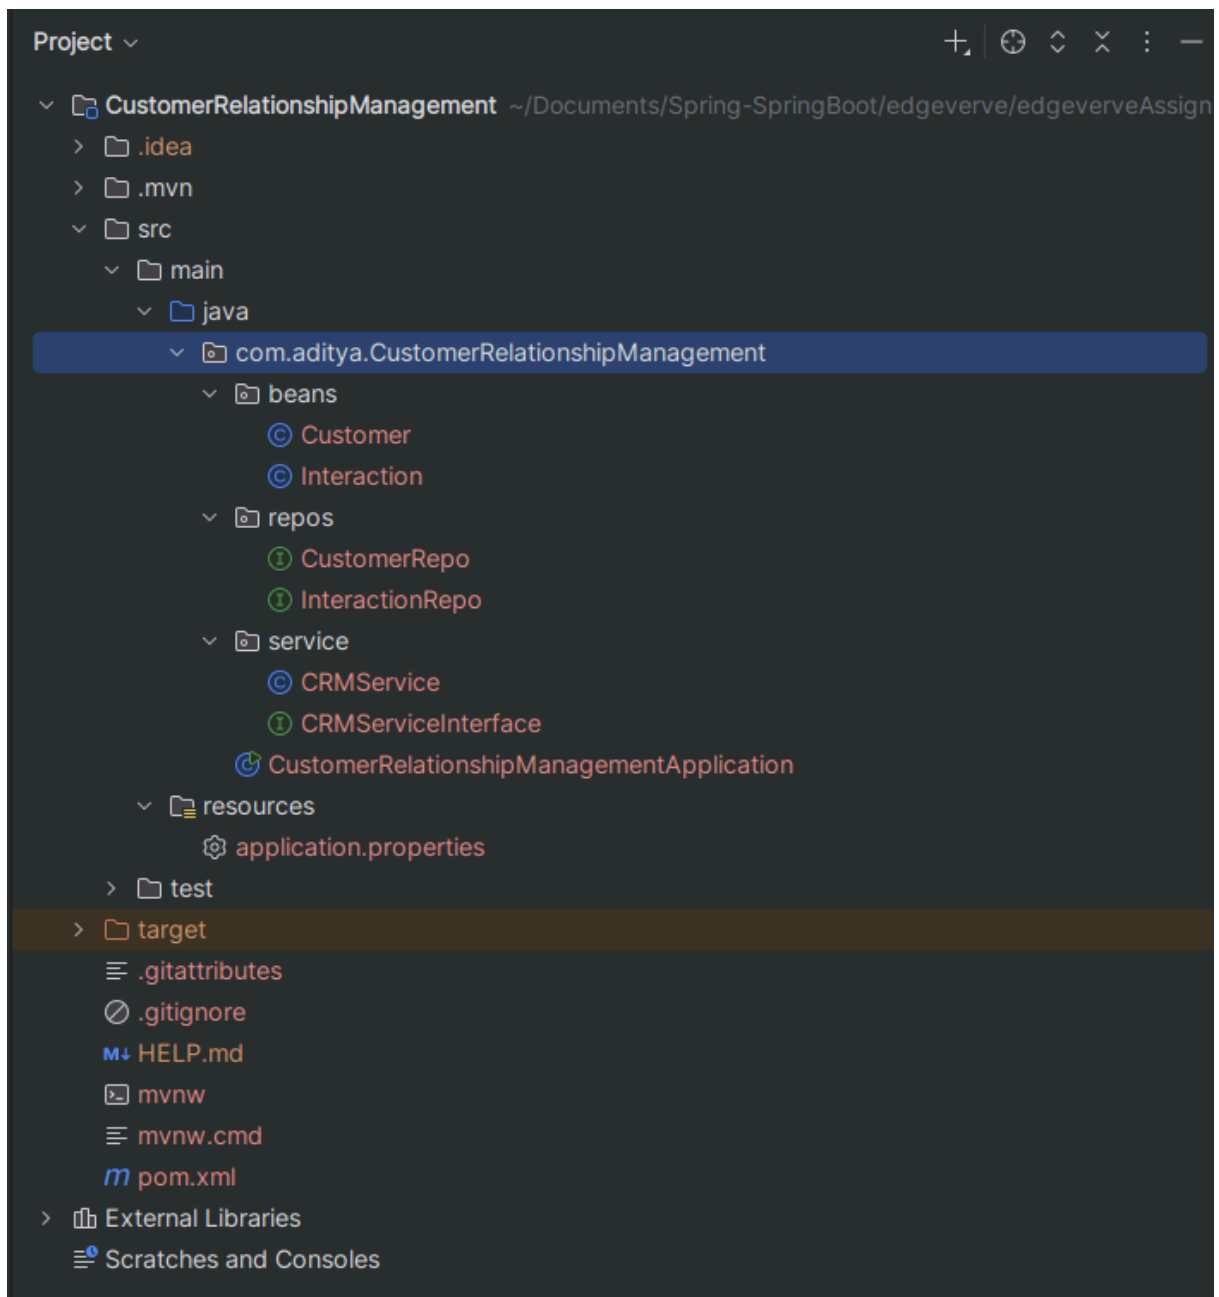 Project
CustomerRelationshipManagement ~/Documents/Spring-SpringBoot/edgeverve/edgeverveAssign
.idea
.mvn
src
main
java
com.aditya.CustomerRelationshipManagement
beans
Customer
Interaction
repos
CustomerRepo
InteractionRepo
service
CRMService
CRMServiceInterface
CustomerRelationshipManagementApplication
resources
application.properties
test
target
.gitattributes
.gitignore
HELP.md
mvnw
mvnw.cmd
pom.xml
External Libraries
Scratches and Consoles